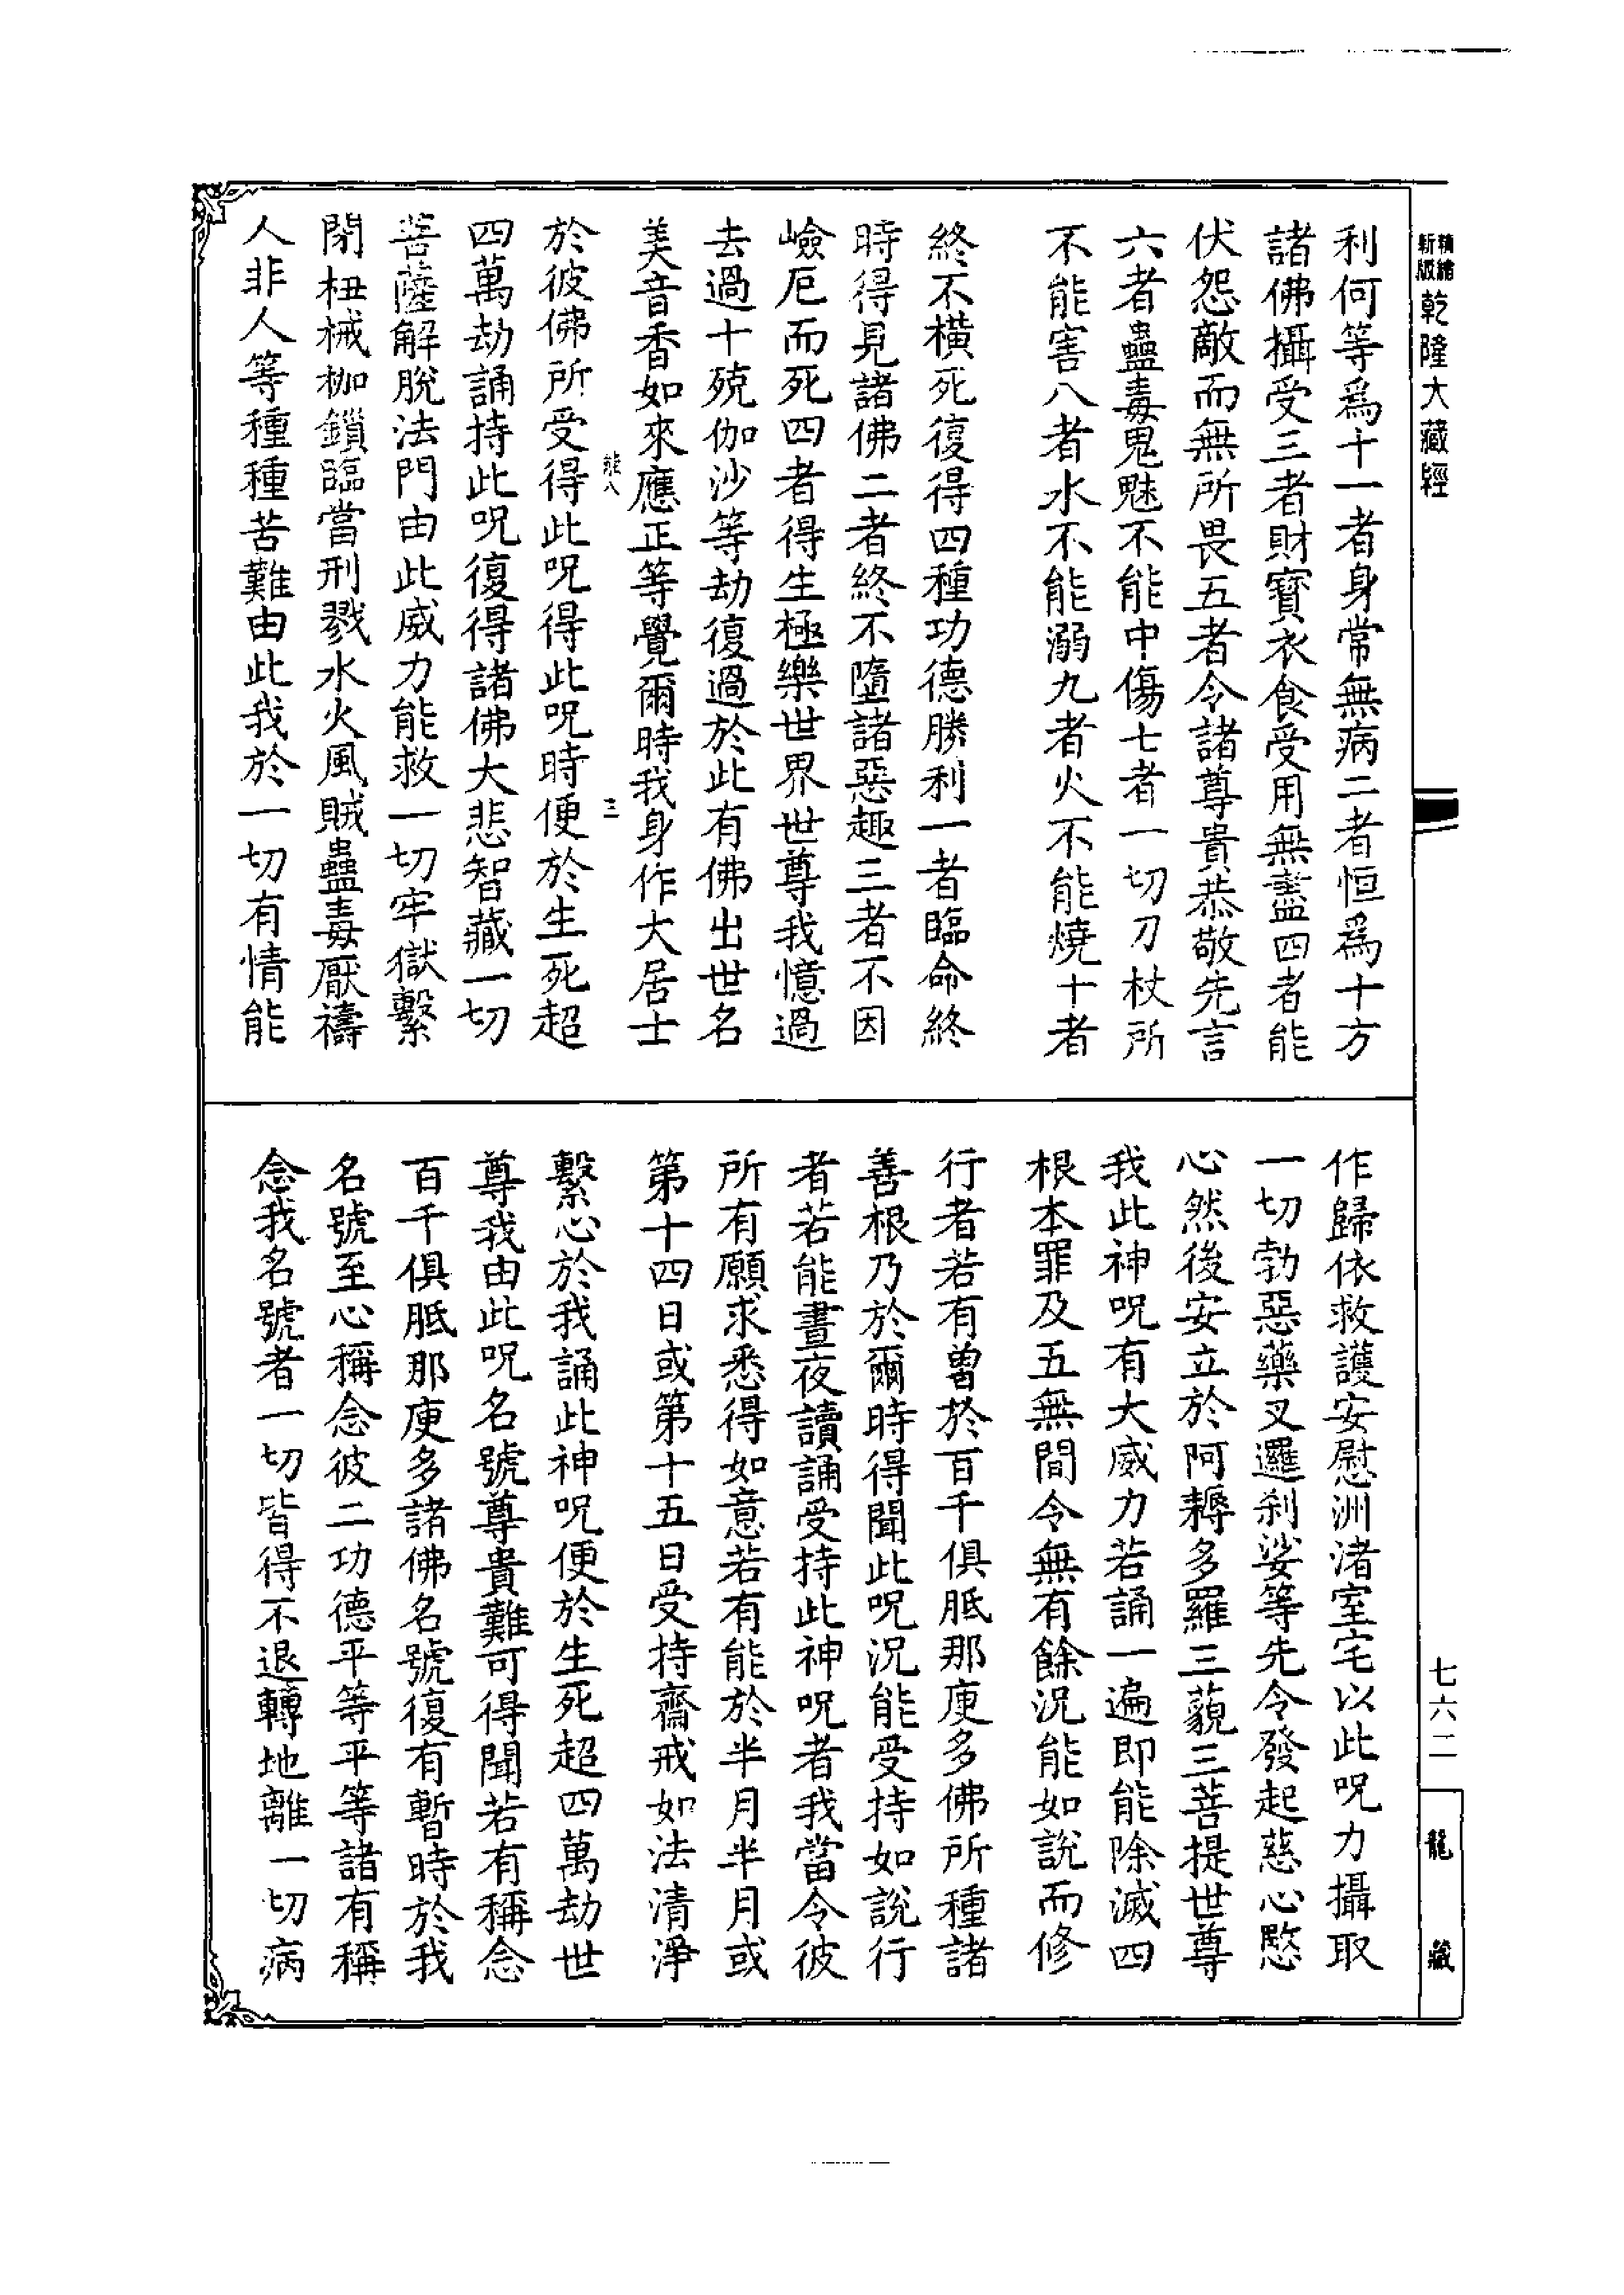 精繪
新版
乾隆大藏經
七六二
龍藏
利何等爲十一者身常無病二者恒爲十方
諸佛攝受三者財寶衣食受用無盡四者能
伏怨敵而無所畏五者令諸尊貴恭敬先言
六者蠱毒鬼魅不能中傷七者一切刀杖所
不能害八者水不能溺九者火不能燒十者
終不橫死復得四種功德勝利一者臨命終
時得見諸佛二者終不墮諸惡趣三者不因
嶮厄而死四者得生極樂世界世尊我憶過
去過十殑伽沙等劫復過於此有佛出世名
美音香如來應正等覺爾時我身作大居士
三
於彼佛所受得此呪得此呪時便於生死超
四萬劫誦持此呪復得諸佛大悲智藏一切
菩薩解脫法門由此威力能救一切牢獄繫
閉杻械枷鎖臨當刑戮水火風賊蠱毒厭禱
人非人等種種苦難由此我於一切有情能
作歸依救護安慰洲渚室宅以此呪力攝取
一切勃惡藥叉邏剎娑等先令發起慈心愍
心然後安立於阿耨多羅三藐三菩提世尊
我此神呪有大威力若誦一遍即能除滅四
根本罪及五無間令無有餘況能如說而修
行者若有曾於百千俱胝那庾多佛所種諸
善根乃於爾時得聞此呪況能受持如說行
者若能晝夜讀誦受持此神呪者我當令彼
所有願求悉得如意若有能於半月半月或
第十四日或第十五日受持齋戒如法清淨
繫心於我誦此神呪便於生死超四萬劫世
尊我由此呪名號尊貴難可得聞若有稱念
百千俱胝那庾多諸佛名號復有暫時於我
名號至心稱念彼二功德平等平等諸有稱
念我名號者一切皆得不退轉地離一切病